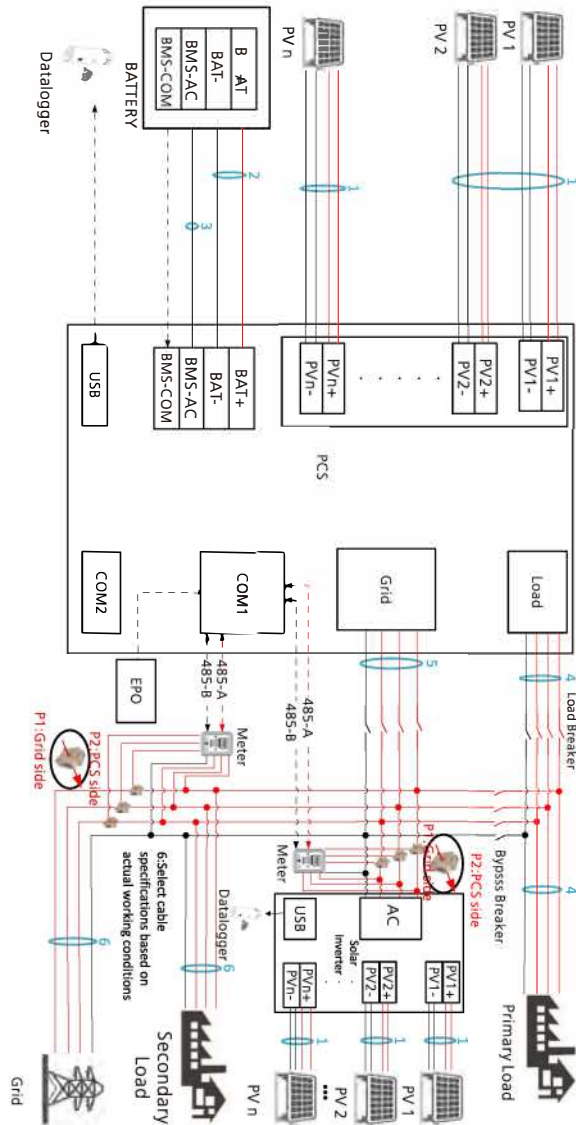 Primary Load
PV 1
PV 2
...
PV n
Secondary
Load
Grid
4
1
1
1
6
6
PV1+
PV1-
PV2+
PV2-
PVn+
PVn-
Solar
Inverter
AC
USB
Datalogger
6:Select cable
specifications based on
actual working conditions
P2:PCS side
P1:Grid side
Meter
Bypsss Breaker
Load Breaker
4
5
485-A
485-B
Meter
485-A
485-B
P2:PCS side
P1:Grid side
EPO
Load
Grid
COM1
COM2
PCS
PV1+
PV1-
PV2+
PV2-
. . . . .
PVn+
PVn-
BAT+
BAT-
BMS-AC
BMS-COM
USB
1
1
2
3
PV 1
PV 2
PV n
B AT
BAT-
BMS-AC
BMS-COM
BATTERY
Datalogger